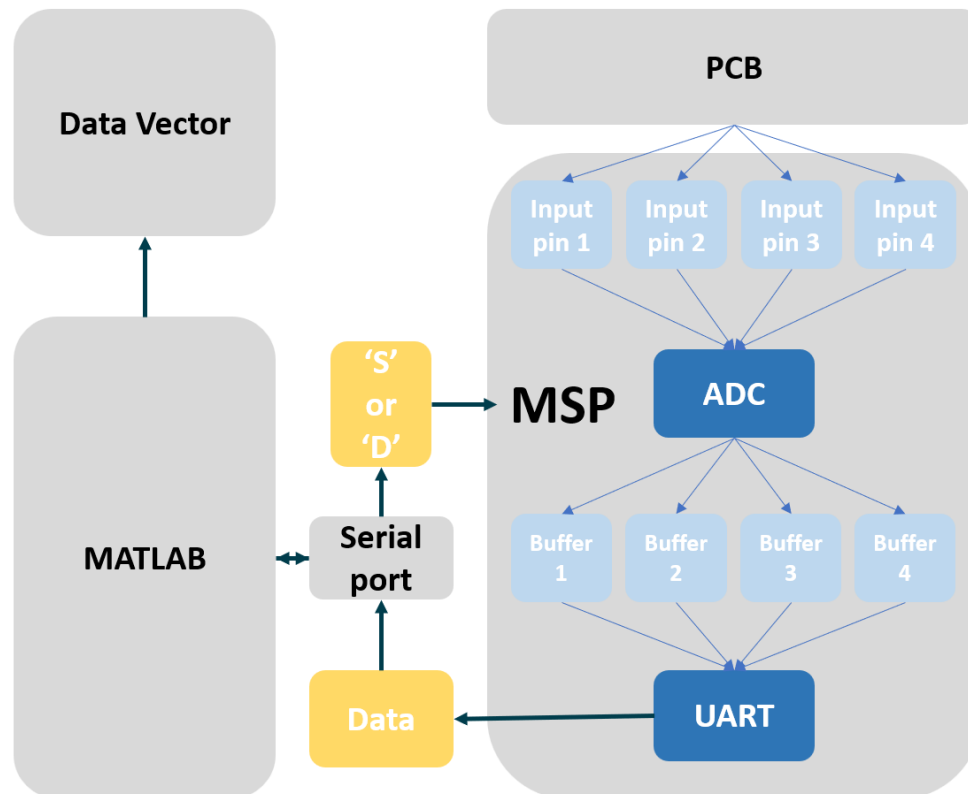 Data Vector
PCB
Input
pin 1
Input
pin 2
Input
pin 3
Input
pin 4
‘S’
or
‘D’
MSP
ADC
MATLAB
Serial
port
Buffer
1
Buffer
2
Buffer
3
Buffer
4
Data
UART